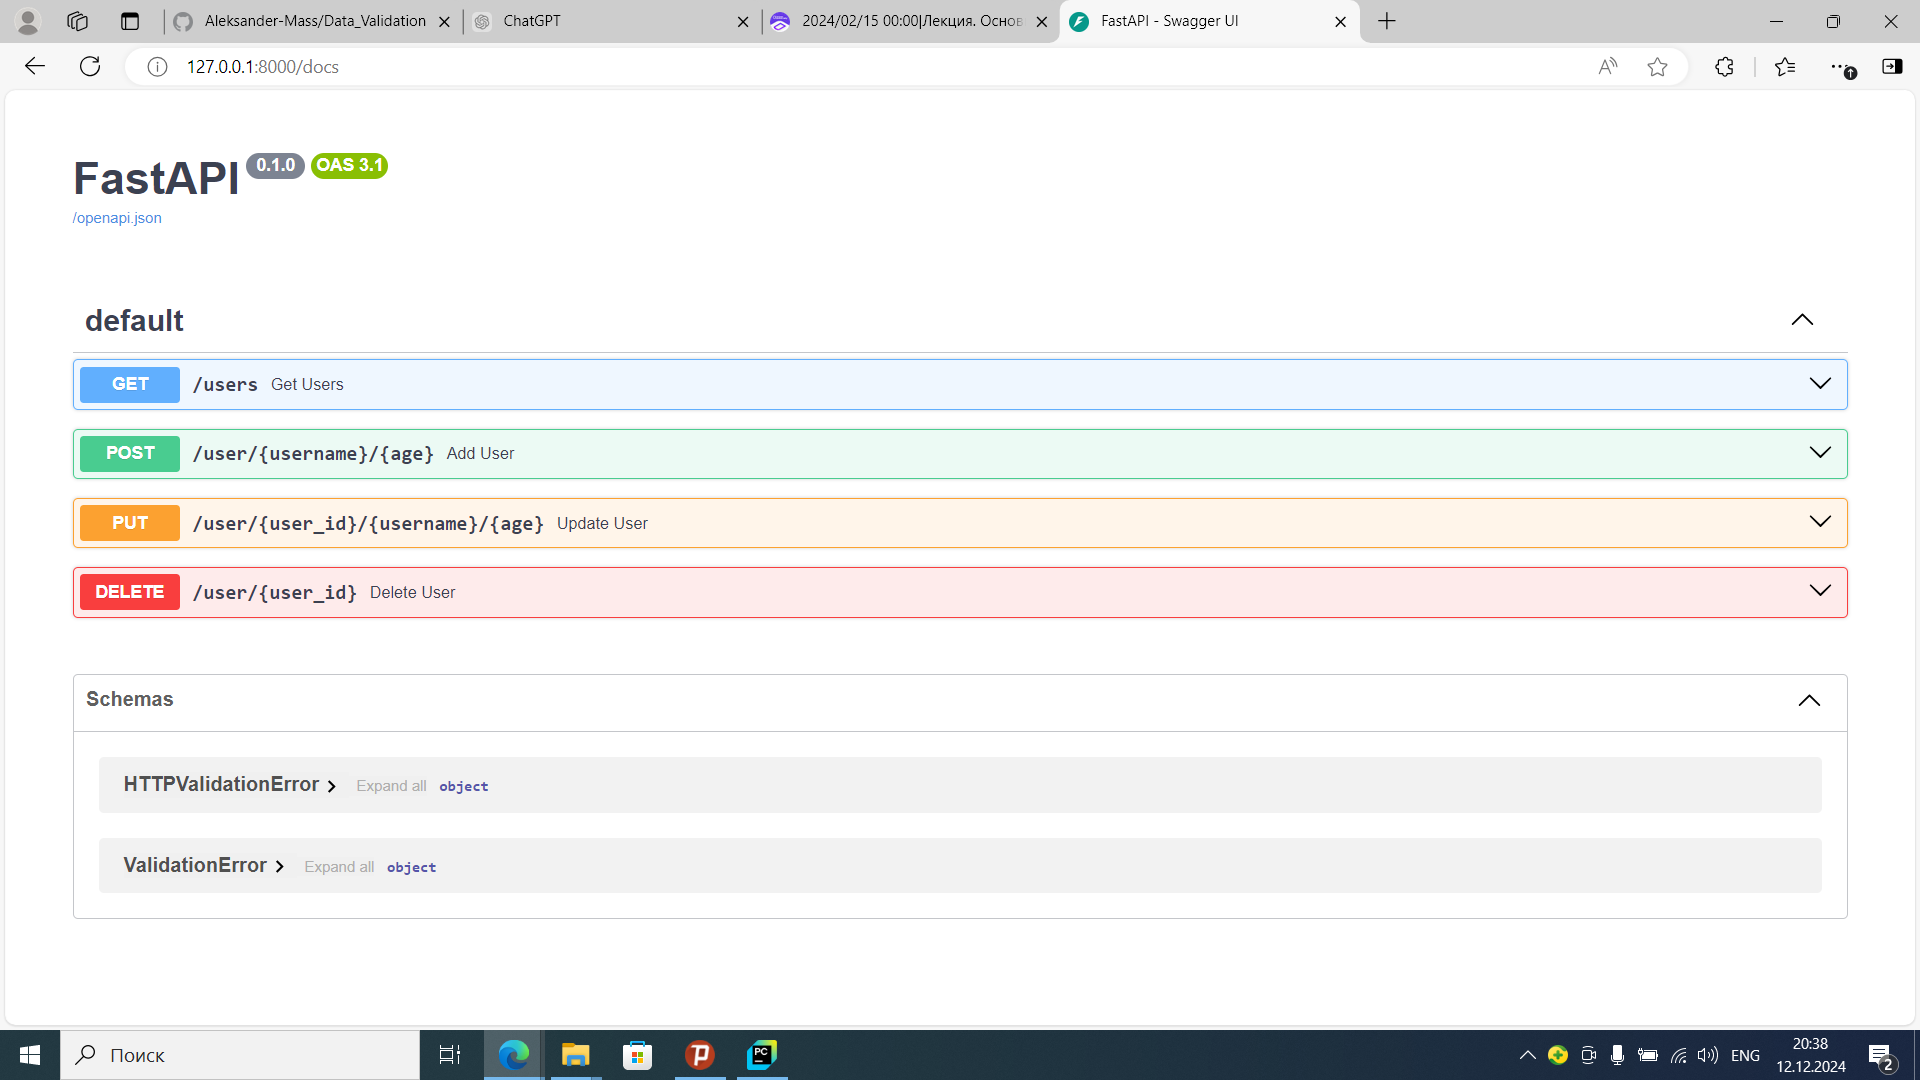 Aleksander-Mass/Data_Validation
ChatGPT
2024/02/15 00:00|Лекция. Основ
FastAPI - Swagger UI
127.0.0.1:8000/docs
FastAPI 0.1.0 OAS 3.1
/openapi.json
default
GET /users Get Users
POST /user/{username}/{age} Add User
PUT /user/{user_id}/{username}/{age} Update User
DELETE /user/{user_id} Delete User
Schemas
HTTPValidationError Expand all object
ValidationError Expand all object
Поиск
ENG
20:38
12.12.2024
2